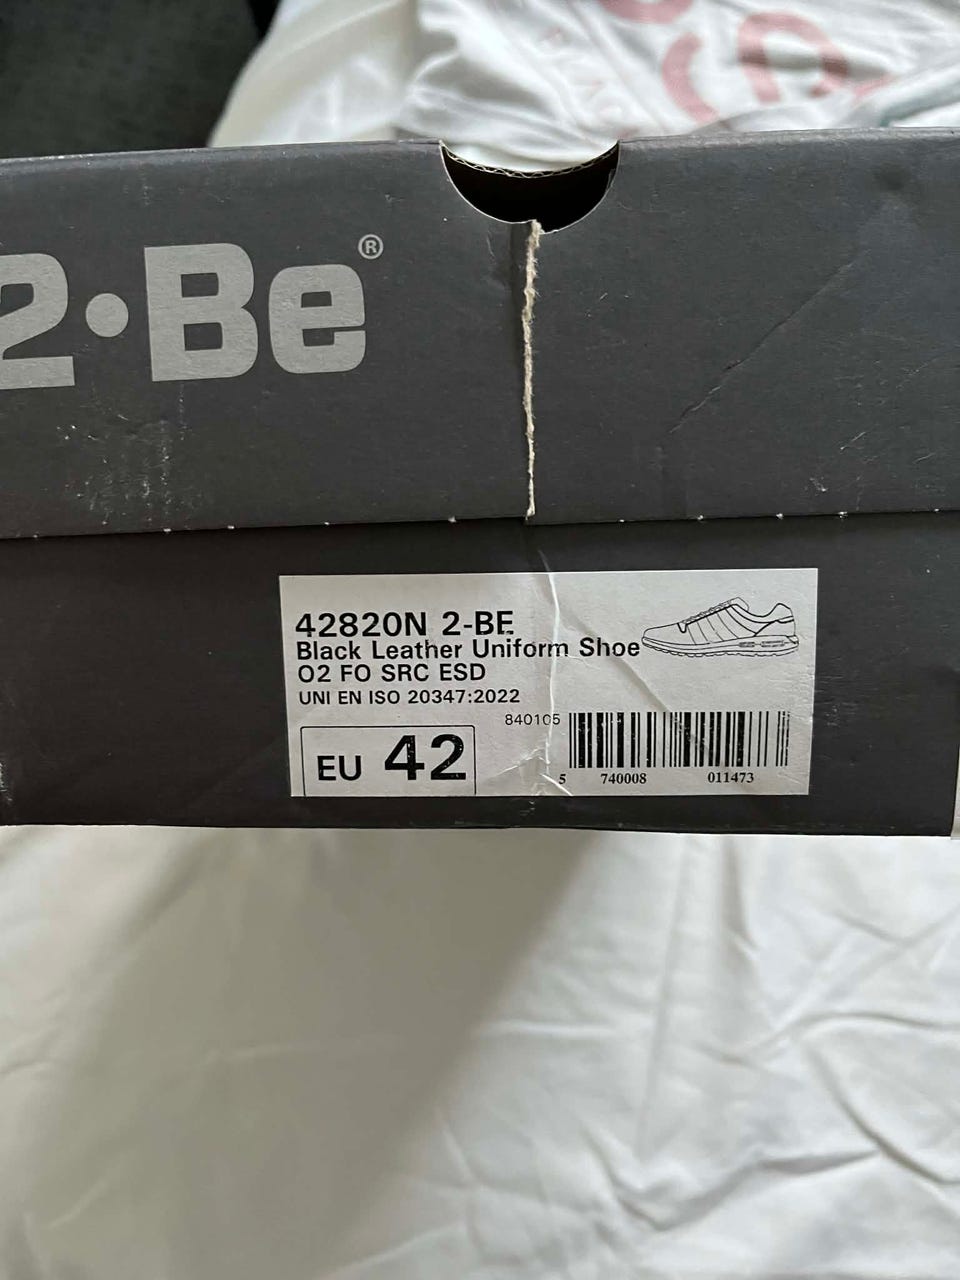 2•Be®
42820N 2-BE
Black Leather Uniform Shoe
O2 FO SRC ESD
UNI EN ISO 20347:2022
840105
EU 42
5 740008 011473